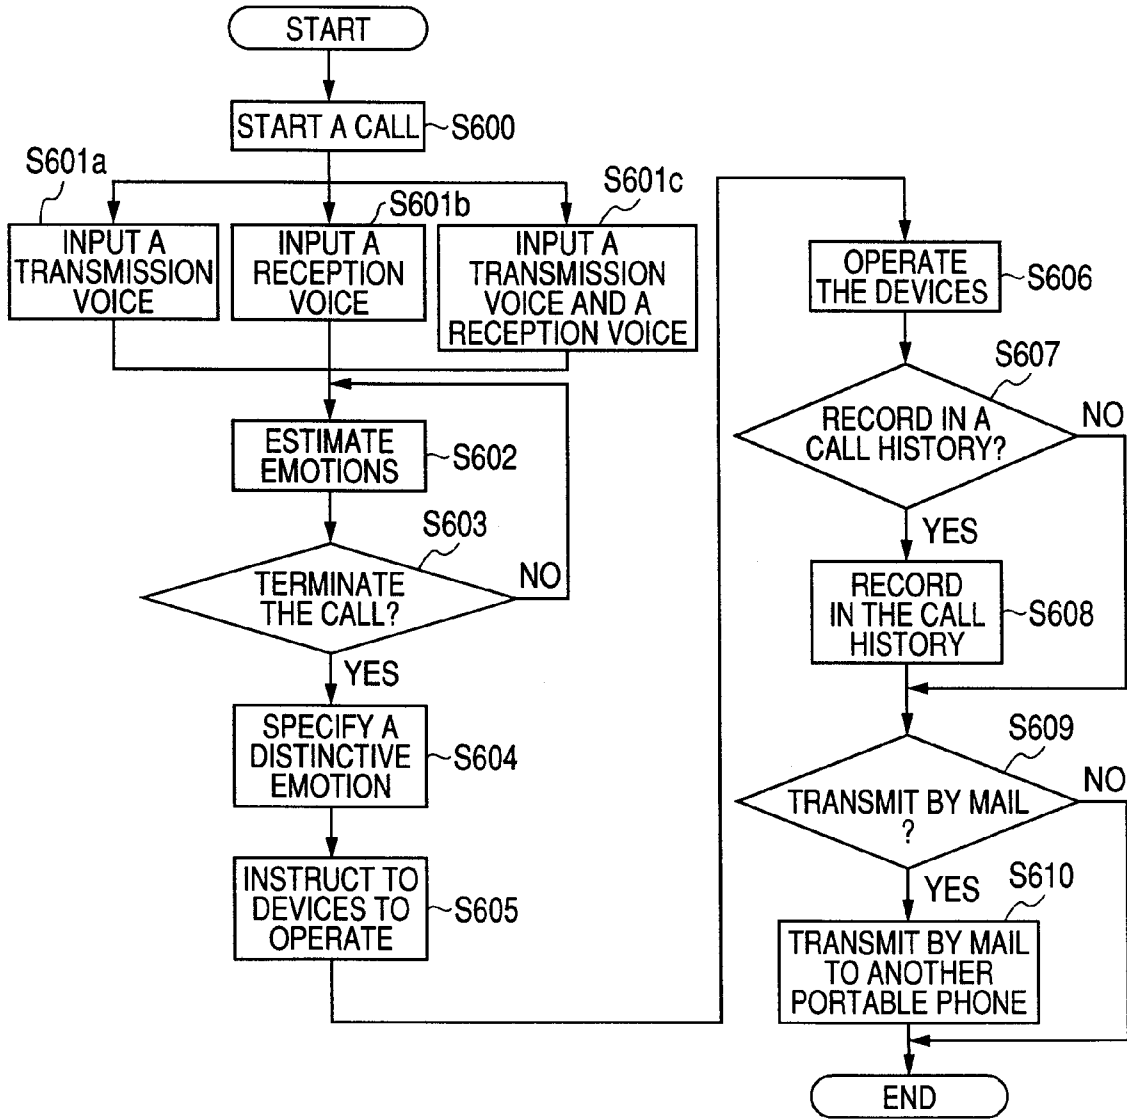 START
START A CALL
S600
S601a
S601b
S601c
INPUT A
TRANSMISSION
VOICE
INPUT A
RECEPTION
VOICE
INPUT A
TRANSMISSION
VOICE AND A
RECEPTION VOICE
ESTIMATE
EMOTIONS
S602
S603
TERMINATE
THE CALL?
NO
YES
SPECIFY A
DISTINCTIVE
EMOTION
S604
INSTRUCT TO
DEVICES TO
OPERATE
S605
OPERATE
THE DEVICES
S606
S607
RECORD IN A
CALL HISTORY?
NO
YES
RECORD
IN THE CALL
HISTORY
S608
S609
TRANSMIT BY MAIL
?
NO
YES
S610
TRANSMIT BY MAIL
TO ANOTHER
PORTABLE PHONE
END